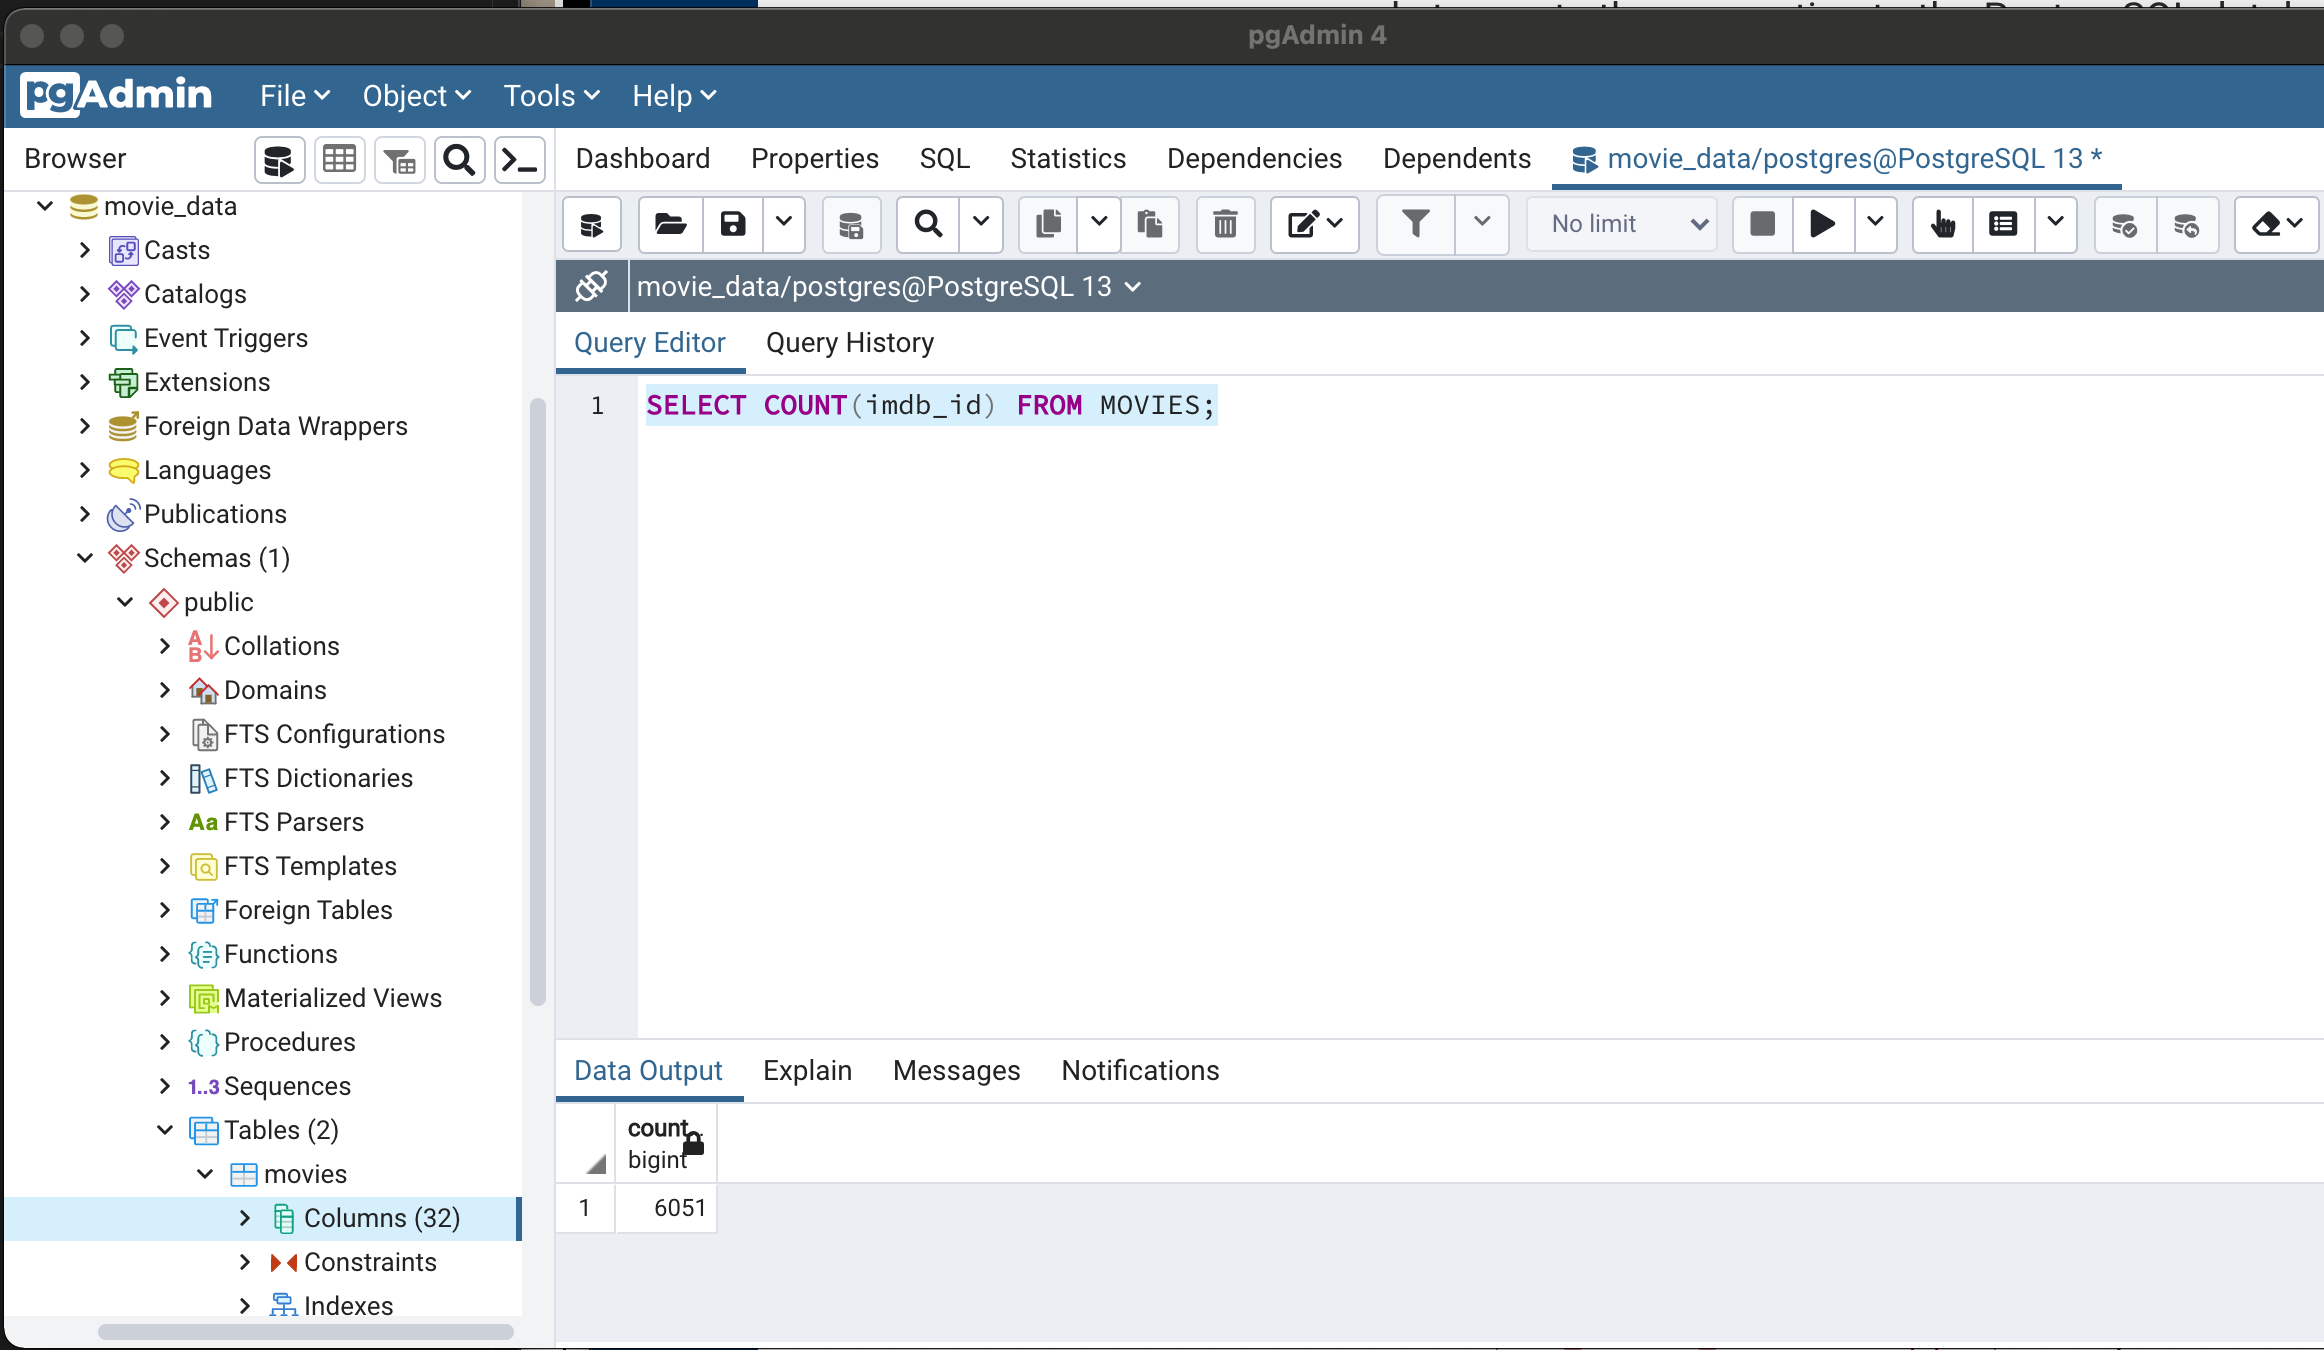 pgAdmin 4
pgAdmin File Object Tools Help
Browser
Dashboard Properties SQL Statistics Dependencies Dependents movie_data/postgres@PostgreSQL 13 *
No limit
movie_data/postgres@PostgreSQL 13
Query Editor Query History
1 SELECT COUNT(imdb_id) FROM MOVIES;
movie_data
Casts
Catalogs
Event Triggers
Extensions
Foreign Data Wrappers
Languages
Publications
Schemas (1)
public
Collations
Domains
FTS Configurations
FTS Dictionaries
Aa FTS Parsers
FTS Templates
Foreign Tables
Functions
Materialized Views
Procedures
1..3 Sequences
Tables (2)
movies
Columns (32)
Constraints
Indexes
Data Output Explain Messages Notifications
count
bigint
1 6051